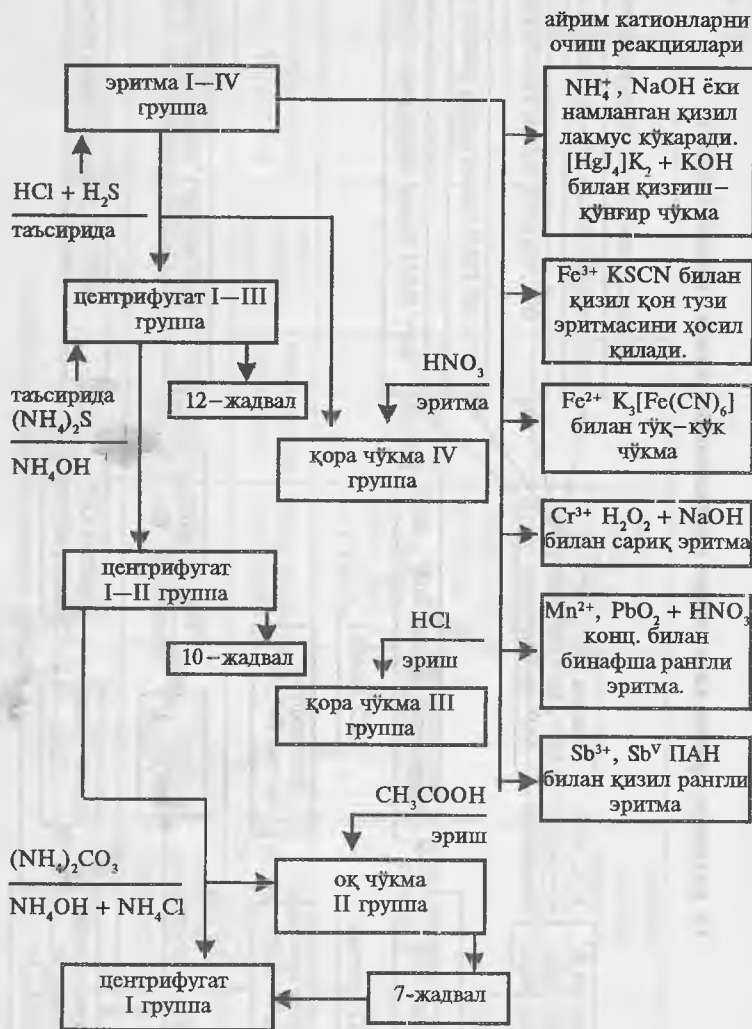 айрим катионларни
очиш реакциялари
эритма I—IV
группа
HCl + H₂S
таъсирида
центрифугат I—III
группа
таъсирида
(NH₄)₂S
NH₄OH
12—жадвал
HNO₃
эритма
қора чўкма IV
группа
центрифугат
I—II группа
10—жадвал
HCl
эриш
қора чўкма III
группа
CH₃COOH
эриш
(NH₄)₂CO₃
NH₄OH + NH₄Cl
оқ чўкма
II группа
центрифугат
I группа
7-жадвал
NH₄⁺, NaOH ёки
намланган қизил
лакмус кўкаради.
[HgJ₄]K₂ + KOH
билан қизғиш—
қўнғир чўкма
Fe³⁺ KSCN билан
қизил қон тузи
эритмасини ҳосил
қилади.
Fe²⁺ K₃[Fe(CN)₆]
билан тўқ—кўк
чўкма
Cr³⁺ H₂O₂ + NaOH
билан сариқ эритма
Mn²⁺, PbO₂ + HNO₃
конц. билан
бинафша рангли
эритма.
Sb³⁺, Sbⱽ ПАН
билан қизил рангли
эритма